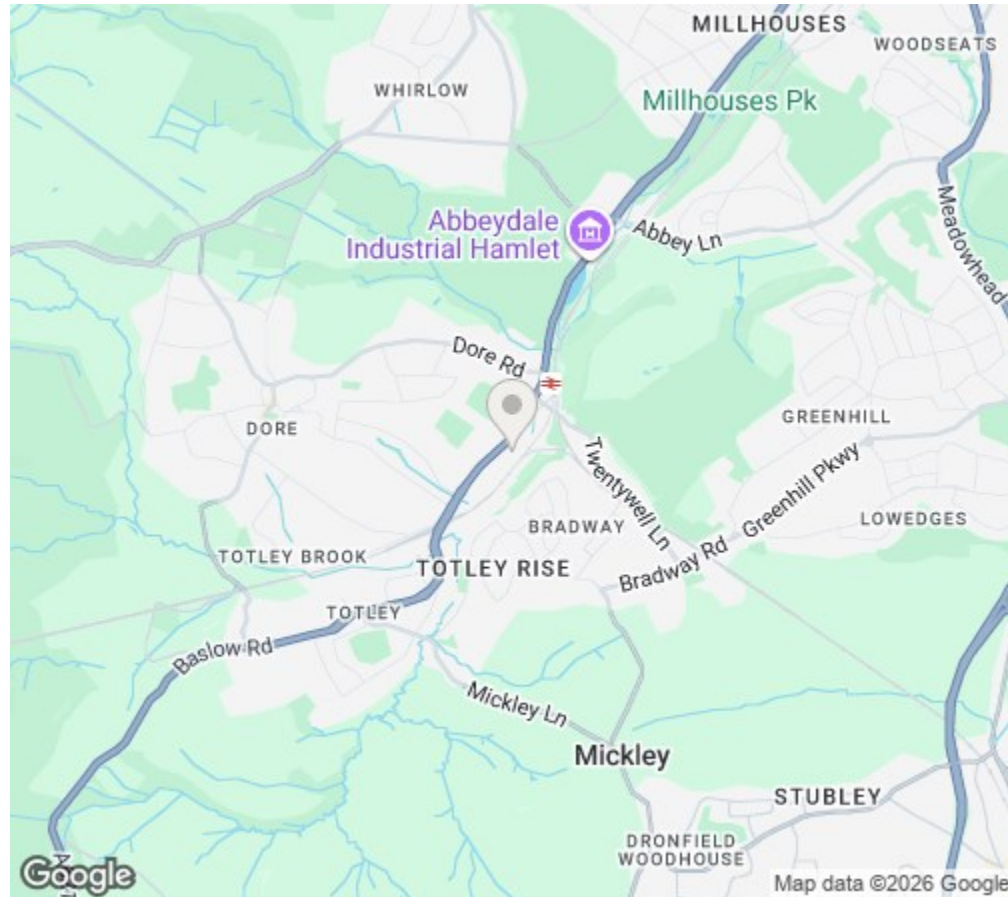 MILLHOUSES
WOODSEATS
WHIRLOW
Millhouses Pk
Meadowhead
Abbeydale
Industrial Hamlet
Abbey Ln
Dore Rd
GREENHILL
DORE
Twentywell Ln
Greenhill Pkwy
LOWEDGES
BRADWAY
TOTLEY BROOK
TOTLEY RISE
Bradway Rd
TOTLEY
Baslow Rd
Mickley Ln
Mickley
STUBLEY
DRONFIELD
WOODHOUSE
Google
Map data ©2026 Google